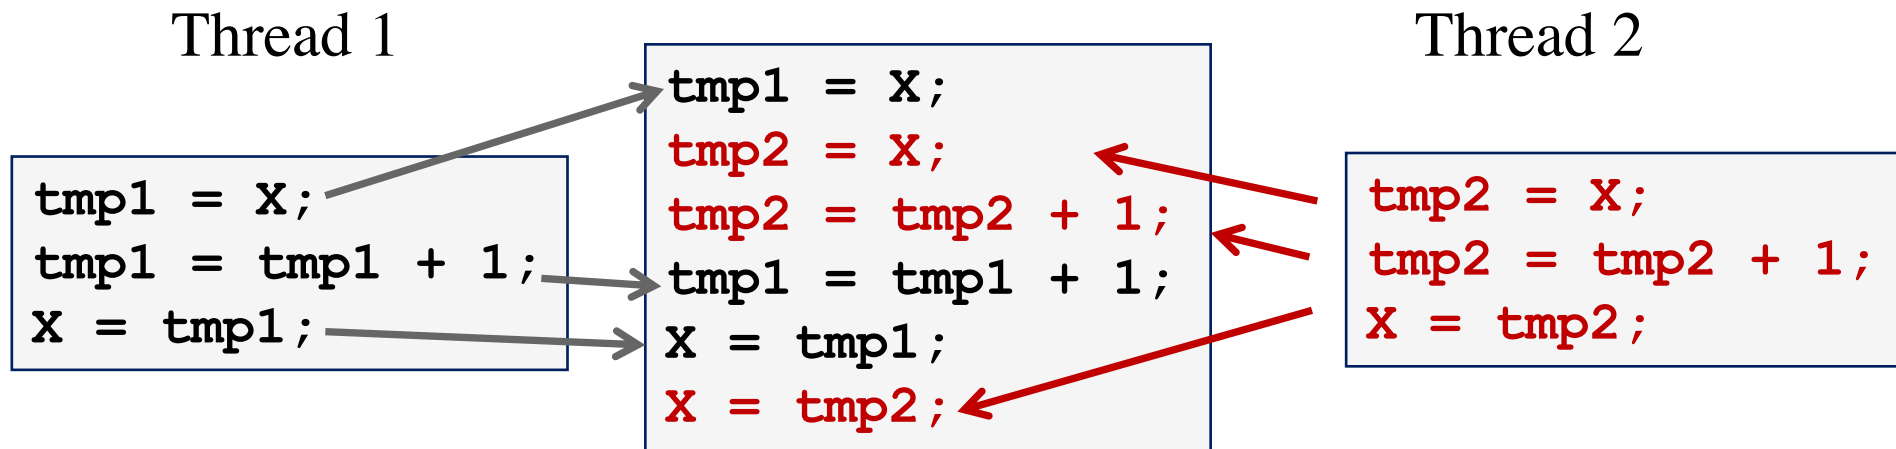 Thread 1
Thread 2
tmp1 = X;
tmp1 = tmp1 + 1;
X = tmp1;
tmp1 = X;
tmp2 = X;
tmp2 = tmp2 + 1;
tmp1 = tmp1 + 1;
X = tmp1;
X = tmp2;
tmp2 = X;
tmp2 = tmp2 + 1;
X = tmp2;